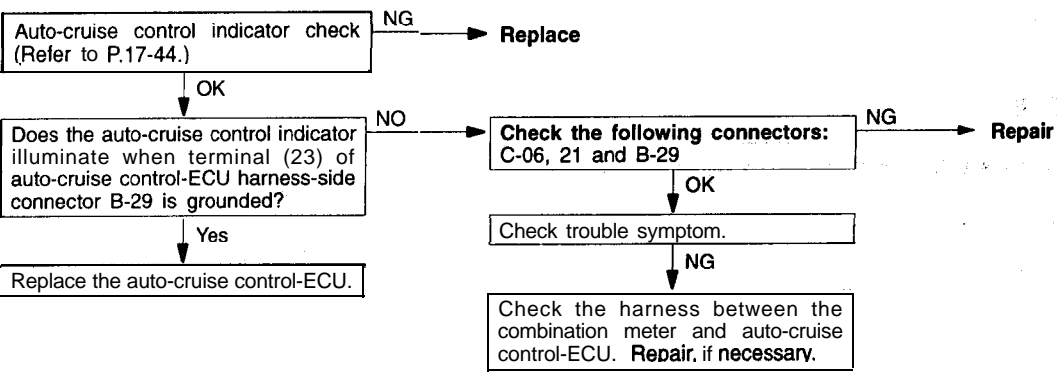 Auto-cruise control indicator check
(Refer to P.17-44.)
NG
Replace
OK
Does the auto-cruise control indicator
illuminate when terminal (23) of
auto-cruise control-ECU harness-side
connector B-29 is grounded?
NO
Check the following connectors:
C-06, 21 and B-29
NG
Repair
OK
Yes
Check trouble symptom.
NG
Replace the auto-cruise control-ECU.
Check the harness between the
combination meter and auto-cruise
control-ECU. Repair, if necessary.